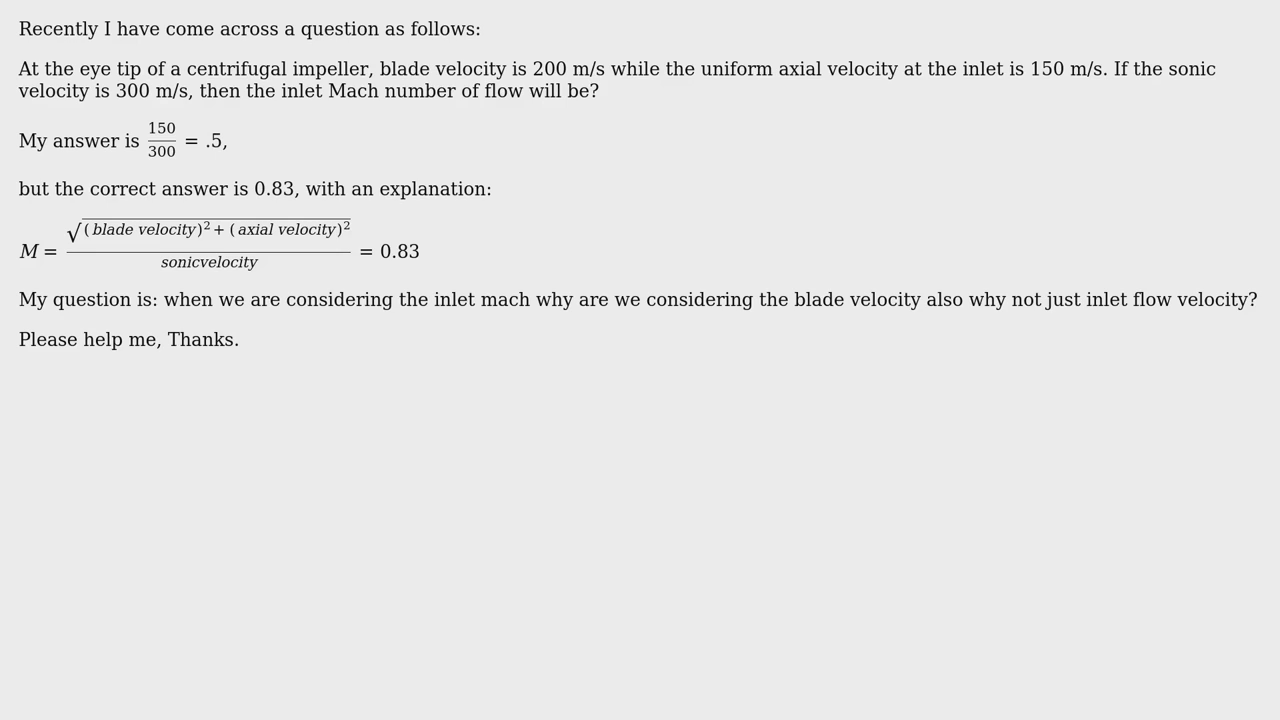 Recently I have come across a question as follows:
At the eye tip of a centrifugal impeller, blade velocity is 200 m/s while the uniform axial velocity at the inlet is 150 m/s. If the sonic
velocity is 300 m/s, then the inlet Mach number of flow will be?
My answer is 150/300 = .5,
but the correct answer is 0.83, with an explanation:
M = √((blade velocity)² + (axial velocity)²) / sonicvelocity = 0.83
My question is: when we are considering the inlet mach why are we considering the blade velocity also why not just inlet flow velocity?
Please help me, Thanks.